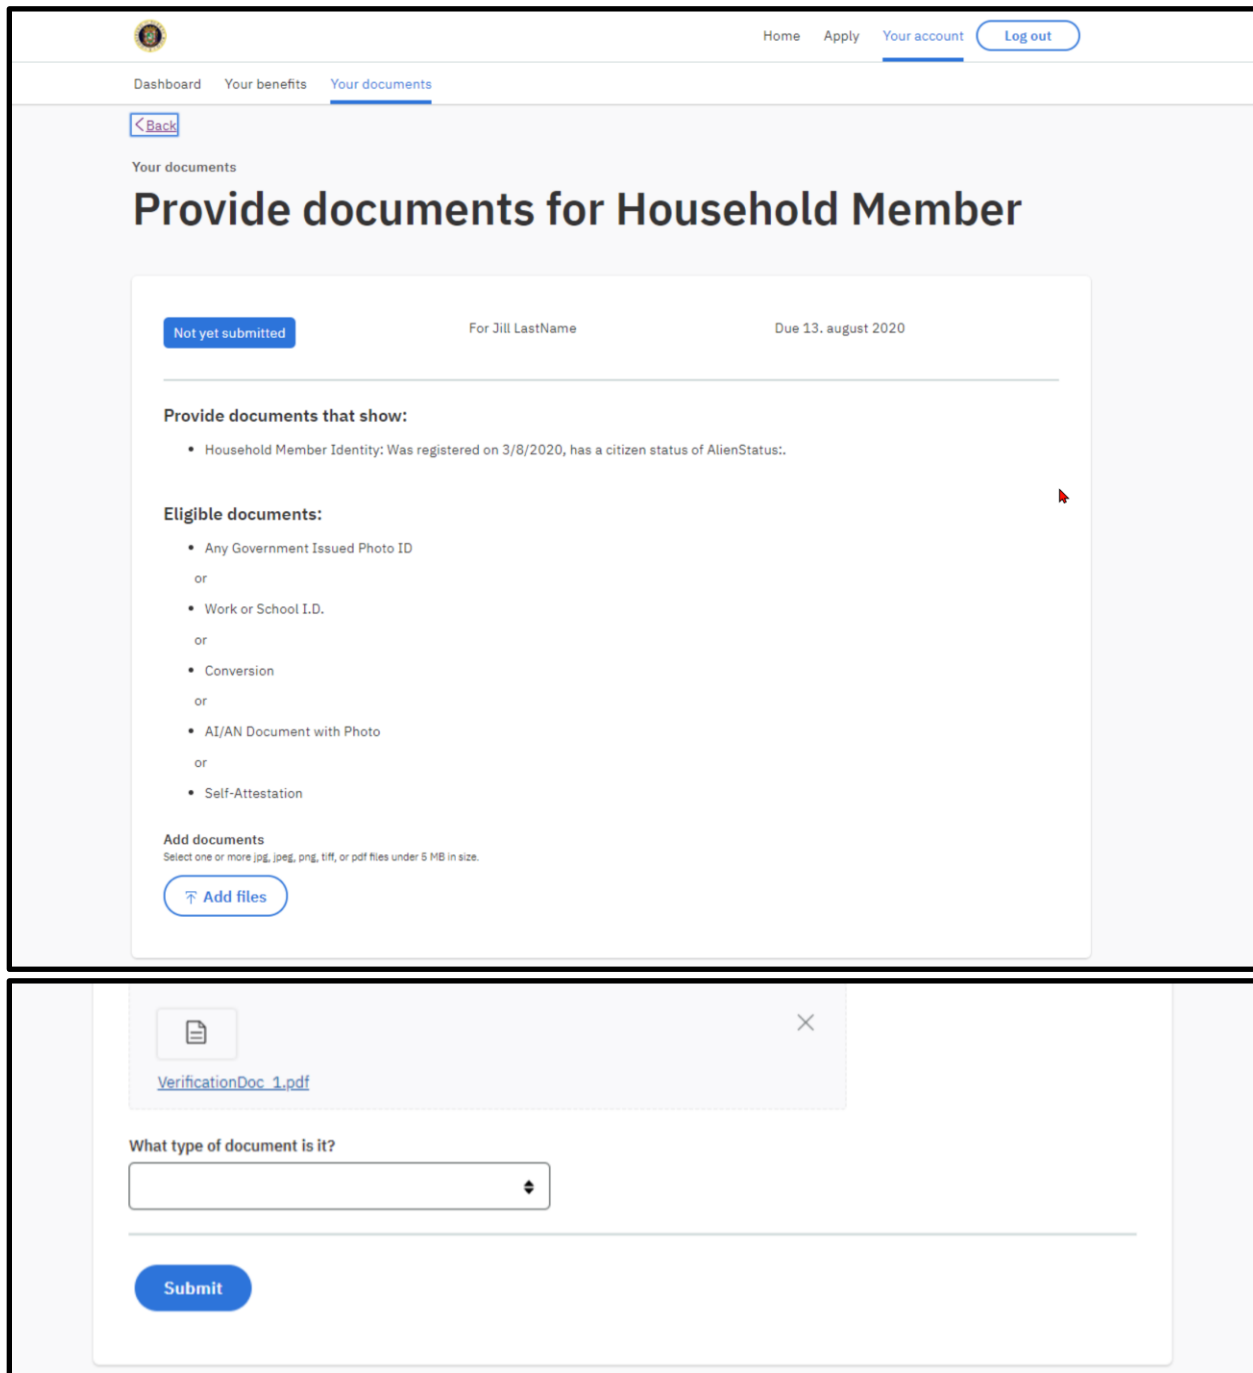 Home Apply Your account Log out
Dashboard Your benefits Your documents
Back
Your documents
Provide documents for Household Member
Not yet submitted For Jill LastName Due 13. august 2020
Provide documents that show:
• Household Member Identity: Was registered on 3/8/2020, has a citizen status of AlienStatus:.
Eligible documents:
• Any Government Issued Photo ID
or
• Work or School I.D.
or
• Conversion
or
• AI/AN Document with Photo
or
• Self-Attestation
Add documents
Select one or more jpg, jpeg, png, tiff, or pdf files under 5 MB in size.
Add files
VerificationDoc_1.pdf
What type of document is it?
Submit